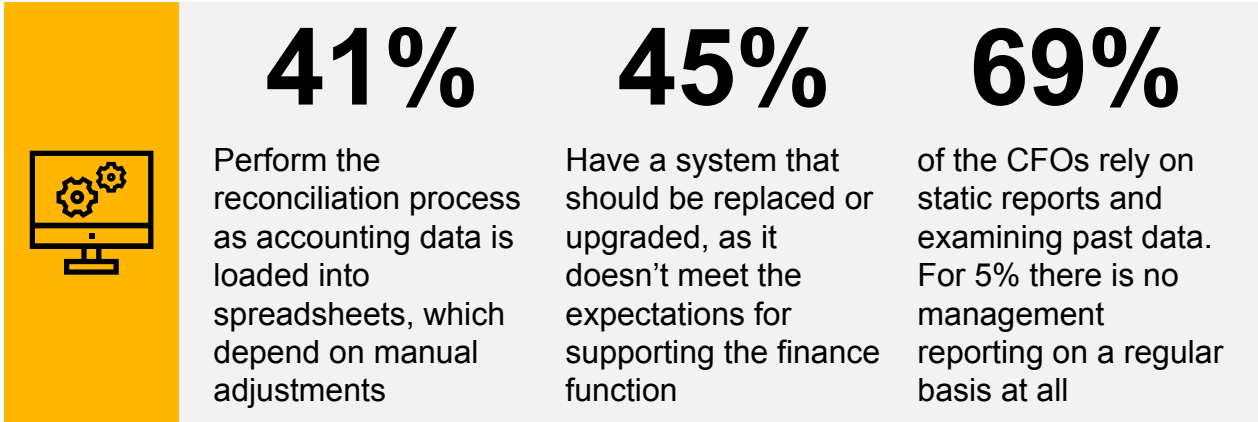 41%
Perform the
reconciliation process
as accounting data is
loaded into
spreadsheets, which
depend on manual
adjustments
45%
Have a system that
should be replaced or
upgraded, as it
doesn’t meet the
expectations for
supporting the finance
function
69%
of the CFOs rely on
static reports and
examining past data.
For 5% there is no
management
reporting on a regular
basis at all